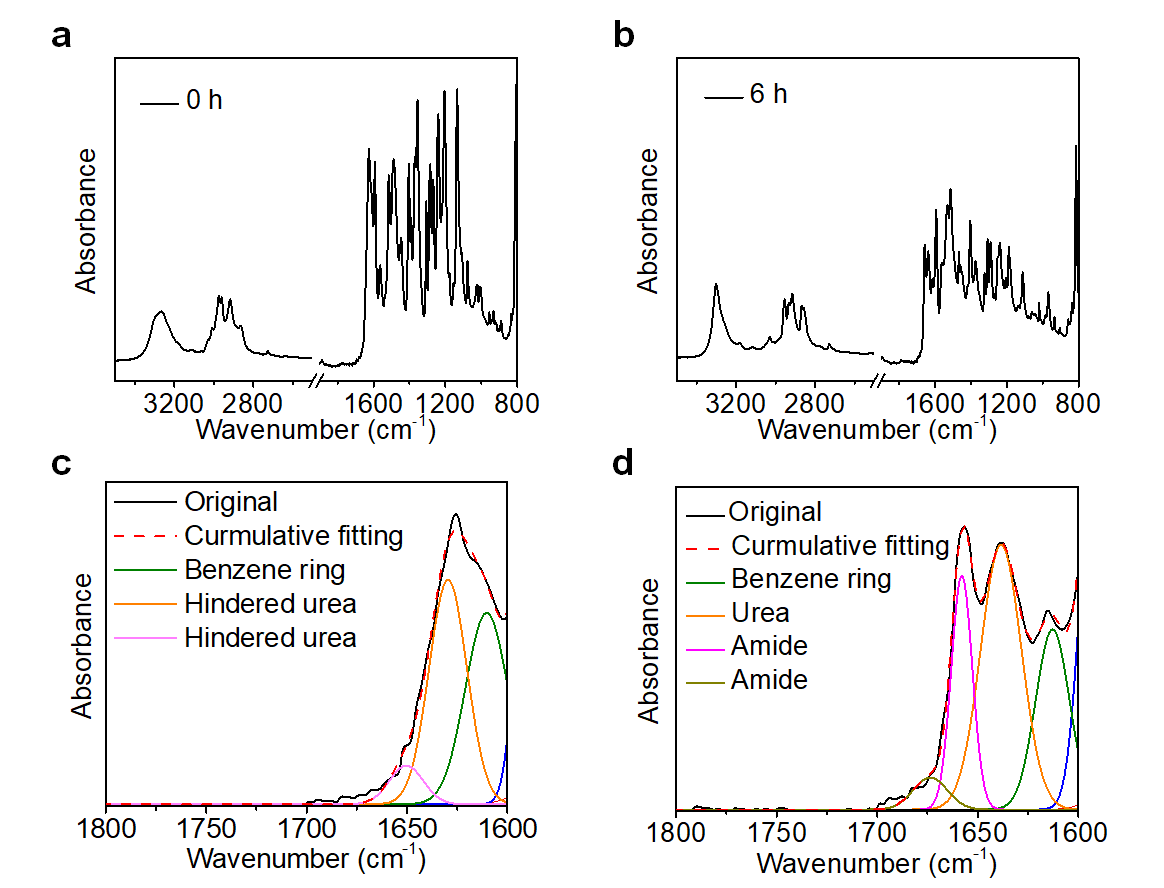 a
0 h
Absorbance
3200 2800 1600 1200 800
Wavenumber (cm-1)
b
6 h
Absorbance
3200 2800 1600 1200 800
Wavenumber (cm-1)
c
Original
Curmulative fitting
Benzene ring
Hindered urea
Hindered urea
Absorbance
1800 1750 1700 1650 1600
Wavenumber (cm-1)
d
Original
Curmulative fitting
Benzene ring
Urea
Amide
Amide
Absorbance
1800 1750 1700 1650 1600
Wavenumber (cm-1)